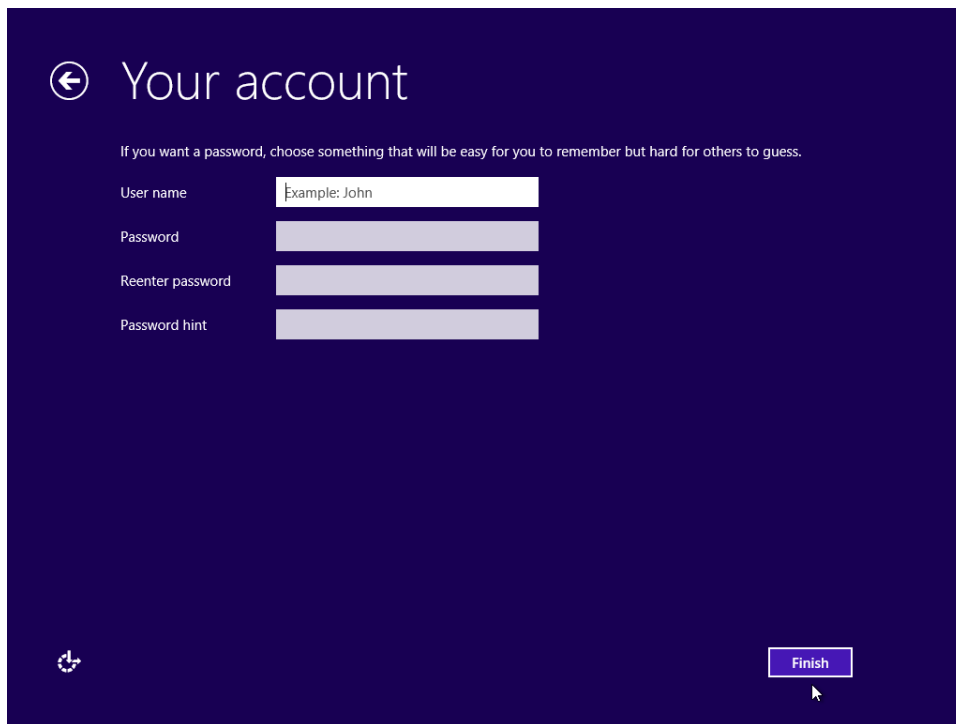 Your account
If you want a password, choose something that will be easy for you to remember but hard for others to guess.
User name
Example: John
Password
Reenter password
Password hint
Finish